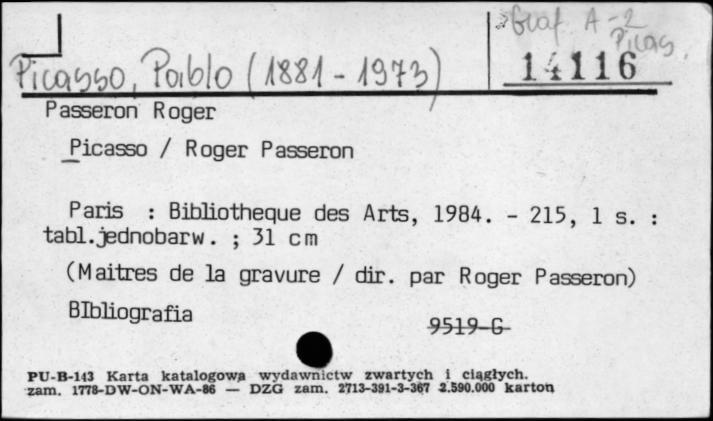 Graf. A-2
Picas.
Picasso, Pablo (1881 - 1973)
14116
Passeron Roger
Picasso / Roger Passeron
Paris : Bibliotheque des Arts, 1984. - 215, 1 s. :
tabl.jednobarw. ; 31 cm
(Maitres de la gravure / dir. par Roger Passeron)
BIbliografia
9519-G
PU-B-143 Karta katalogowa wydawnictw zwartych i ciągłych.
zam. 1778-DW-ON-WA-86 — DZG zam. 2713-391-3-367 2.590.000 karton